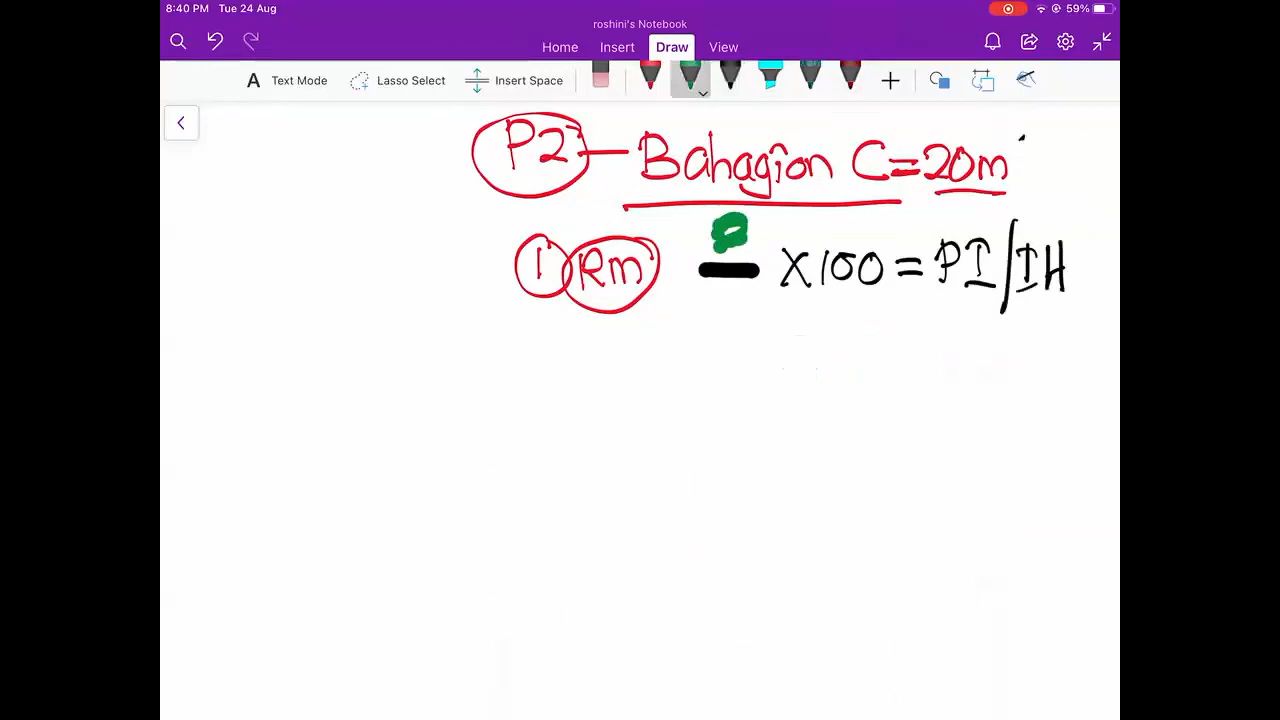 8:40 PM Tue 24 Aug 59%
roshini's Notebook
Home Insert Draw View
A Text Mode Lasso Select Insert Space
P2 — Bahagian C = 20m
1 Rm — X 100 = PI/IH